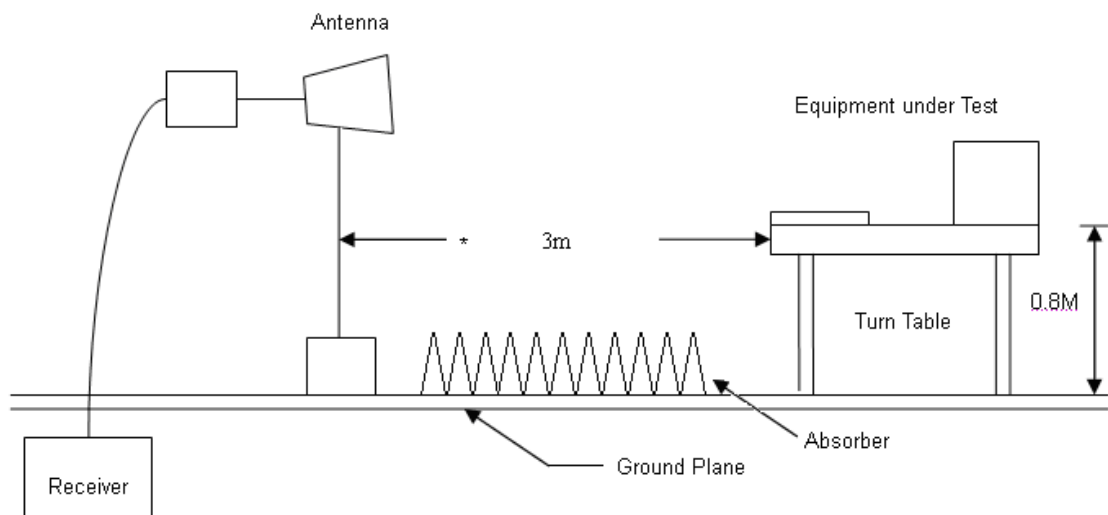 Antenna
Equipment under Test
* 3m
0.8M
Turn Table
Absorber
Ground Plane
Receiver